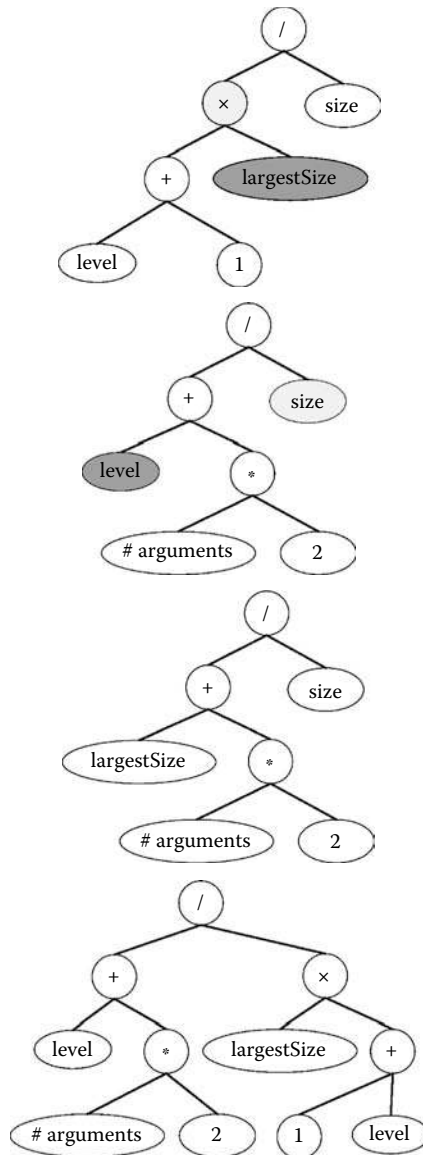 /
× size
+ largestSize
level 1
/
+ size
level *
# arguments 2
/
+ size
largestSize *
# arguments 2
/
+ ×
level * largestSize +
# arguments 2 1 level